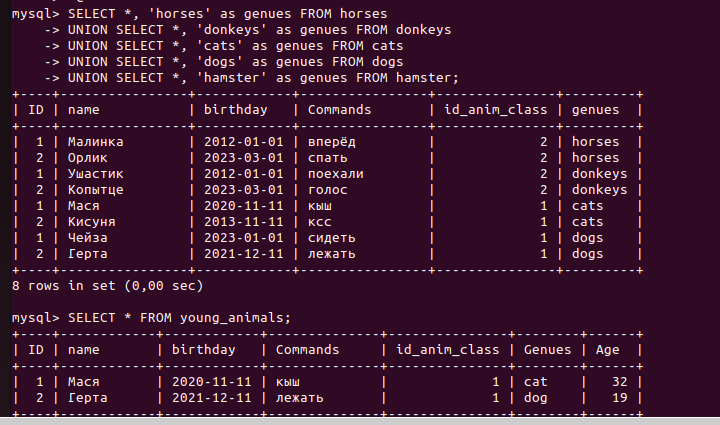 mysql> SELECT *, 'horses' as genues FROM horses
    -> UNION SELECT *, 'donkeys' as genues FROM donkeys
    -> UNION SELECT *, 'cats' as genues FROM cats
    -> UNION SELECT *, 'dogs' as genues FROM dogs
    -> UNION SELECT *, 'hamster' as genues FROM hamster;
+----+----------------+------------+----------------+---------------+---------+
| ID | name           | birthday   | Commands       | id_anim_class | genues  |
+----+----------------+------------+----------------+---------------+---------+
|  1 | Малинка        | 2012-01-01 | вперёд         |             2 | horses  |
|  2 | Орлик          | 2023-03-01 | спать          |             2 | horses  |
|  1 | Ушастик        | 2012-01-01 | поехали        |             2 | donkeys |
|  2 | Копытце        | 2023-03-01 | голос          |             2 | donkeys |
|  1 | Мася           | 2020-11-11 | кыш            |             1 | cats    |
|  2 | Кисуня         | 2013-11-11 | ксс            |             1 | cats    |
|  1 | Чейза          | 2023-01-01 | сидеть         |             1 | dogs    |
|  2 | Герта          | 2021-12-11 | лежать         |             1 | dogs    |
+----+----------------+------------+----------------+---------------+---------+
8 rows in set (0,00 sec)
mysql> SELECT * FROM young_animals;
+----+------------+------------+-------------+---------------+--------+------+
| ID | name       | birthday   | Commands    | id_anim_class | Genues | Age  |
+----+------------+------------+-------------+---------------+--------+------+
|  1 | Мася       | 2020-11-11 | кыш         |             1 | cat    |   32 |
|  2 | Герта      | 2021-12-11 | лежать      |             1 | dog    |   19 |
+----+------------+------------+-------------+---------------+--------+------+